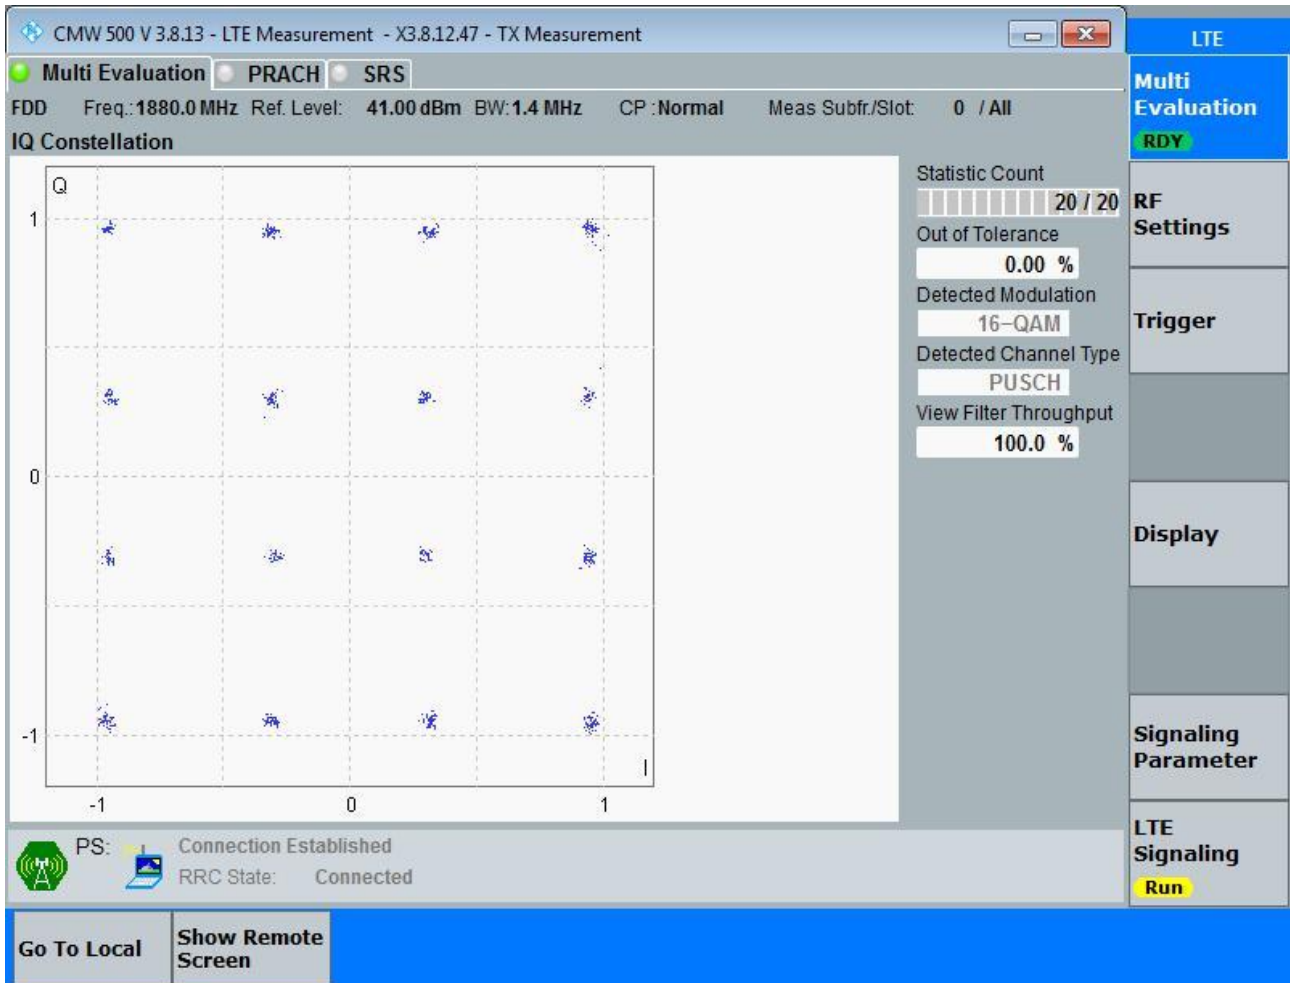 CMW 500 V 3.8.13 - LTE Measurement - X3.8.12.47 - TX Measurement
LTE
Multi Evaluation PRACH SRS
FDD Freq.:1880.0 MHz Ref. Level: 41.00 dBm BW:1.4 MHz CP :Normal Meas Subfr./Slot: 0 / All
IQ Constellation
Q
1
0
-1
I
-1 0 1
Statistic Count
20 / 20
Out of Tolerance
0.00 %
Detected Modulation
16-QAM
Detected Channel Type
PUSCH
View Filter Throughput
100.0 %
Multi
Evaluation
RDY
RF
Settings
Trigger
Display
Signaling
Parameter
LTE
Signaling
Run
PS: Connection Established
RRC State: Connected
Go To Local
Show Remote
Screen